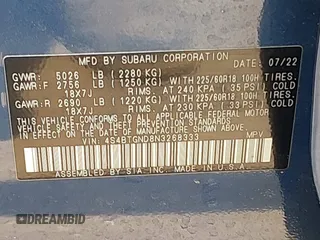 MFD BY SUBARU CORPORATION DATE: 07/22
GVWR: 5026 LB (2280 KG)
GAWR:F 2756 LB (1250 KG) WITH 225/60R18 100H TIRES,
18X7J RIMS, AT 240 KPA ( 35 PSI) COLD
GAWR:R 2690 LB (1220 KG) WITH 225/60R18 100H TIRES,
18X7J RIMS, AT 230 KPA ( 33 PSI) COLD
THIS VEHICLE CONFORMS TO ALL APPLICABLE
FEDERAL MOTOR VEHICLE SAFETY
STANDARDS IN EFFECT ON THE DATE OF
MANUFACTURE SHOWN ABOVE.
VIN: 4S4BTGND8N3268333 MPV
ASSEMBLED BY SIA, INC. MADE IN U.S.A.
DREAMBID